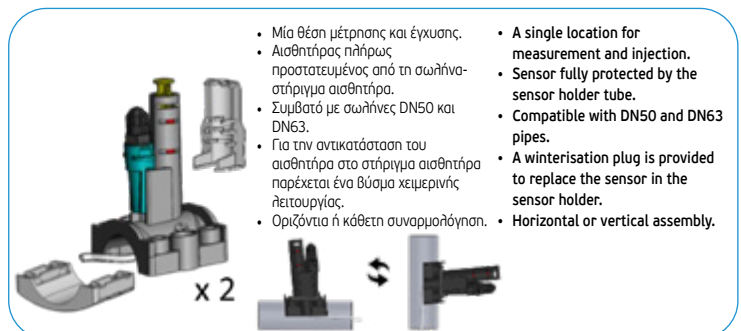 • Μία θέση μέτρησης και έγχυσης.
• Αισθητήρας πλήρως
προστατευμένος από τη σωλήνα-
στήριγμα αισθητήρα.
• Συμβατό με σωλήνες DN50 και
DN63.
• Για την αντικατάσταση του
αισθητήρα στο στήριγμα αισθητήρα
παρέχεται ένα βύσμα χειμερινής
λειτουργίας.
• Οριζόντια ή κάθετη συναρμολόγηση.
• A single location for
measurement and injection.
• Sensor fully protected by the
sensor holder tube.
• Compatible with DN50 and DN63
pipes.
• A winterisation plug is provided
to replace the sensor in the
sensor holder.
• Horizontal or vertical assembly.
x 2